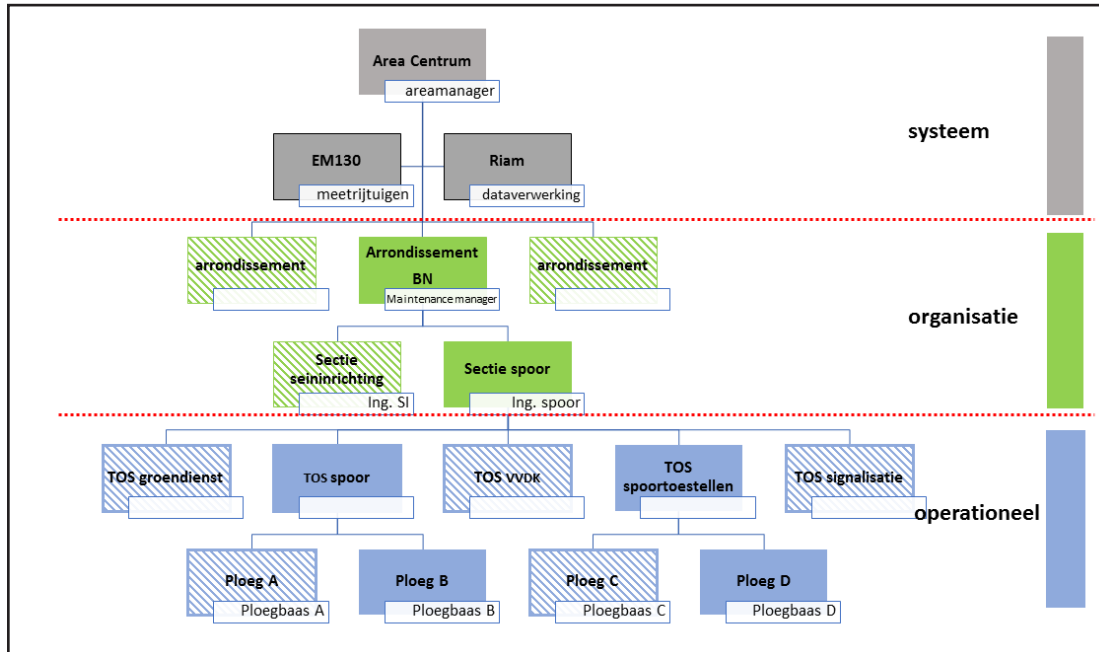 Area Centrum
areamanager
systeem
EM130
meetrijtuigen
Riam
dataverwerking
arrondissement
Arrondissement
BN
Maintenance manager
arrondissement
organisatie
Sectie
seininrichting
Ing. SI
Sectie spoor
Ing. spoor
TOS groendienst
TOS spoor
TOS VVDK
TOS
spoortoestellen
TOS signalisatie
operationeel
Ploeg A
Ploegbaas A
Ploeg B
Ploegbaas B
Ploeg C
Ploegbaas C
Ploeg D
Ploegbaas D